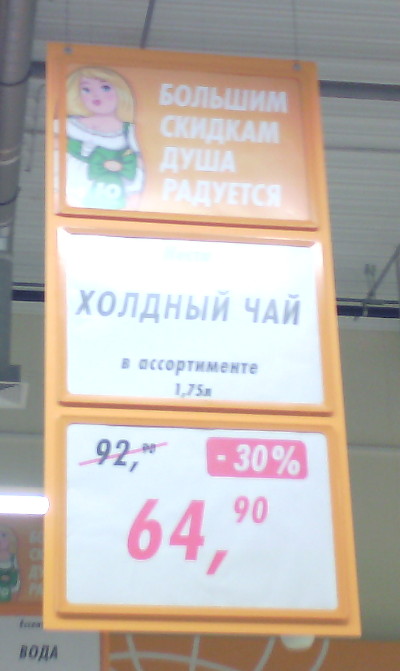 БОЛЬШИМ
СКИДКАМ
ДУША
РАДУЕТСЯ
ХОЛДНЫЙ ЧАЙ
в ассортименте
1,75л
92,90
- 30%
64,90
ВОДА